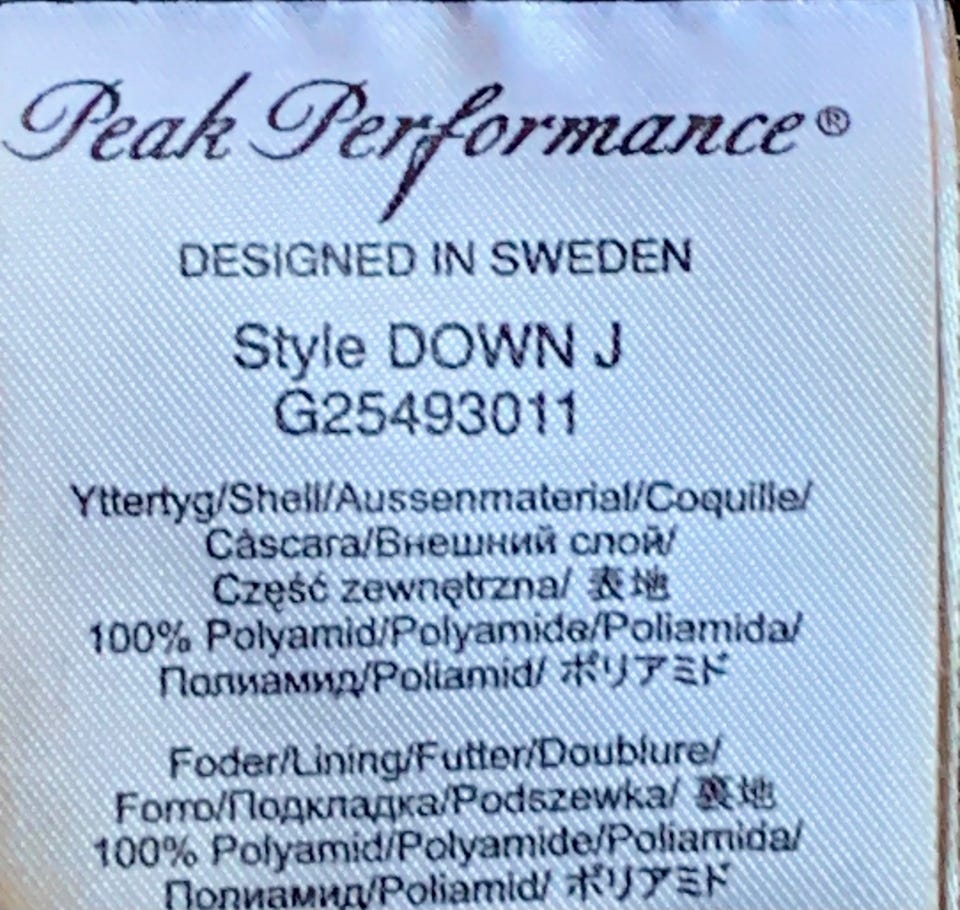 Peak Performance®
DESIGNED IN SWEDEN
Style DOWN J
G25493011
Yttertyg/Shell/Aussenmaterial/Coquille/
Càscara/Внешний слой/
Część zewnętrzna/ 表地
100% Polyamid/Polyamide/Poliamida/
Полиамид/Poliamid/ ポリアミド
Foder/Lining/Futter/Doublure/
Forro/Подкладка/Podszewka/ 裏地
100% Polyamid/Polyamide/Poliamida/
Полиамид/Poliamid/ ポリアミド